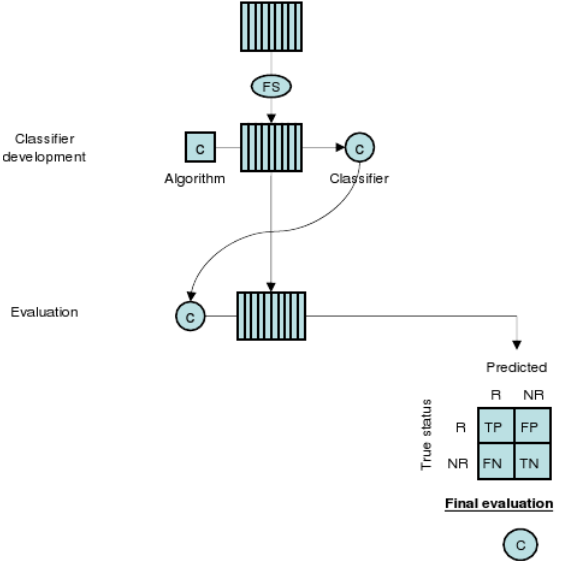 FS
Classifier
development
C
C
Algorithm
Classifier
Evaluation
C
Predicted
R NR
True status
R TP FP
NR FN TN
Final evaluation
C